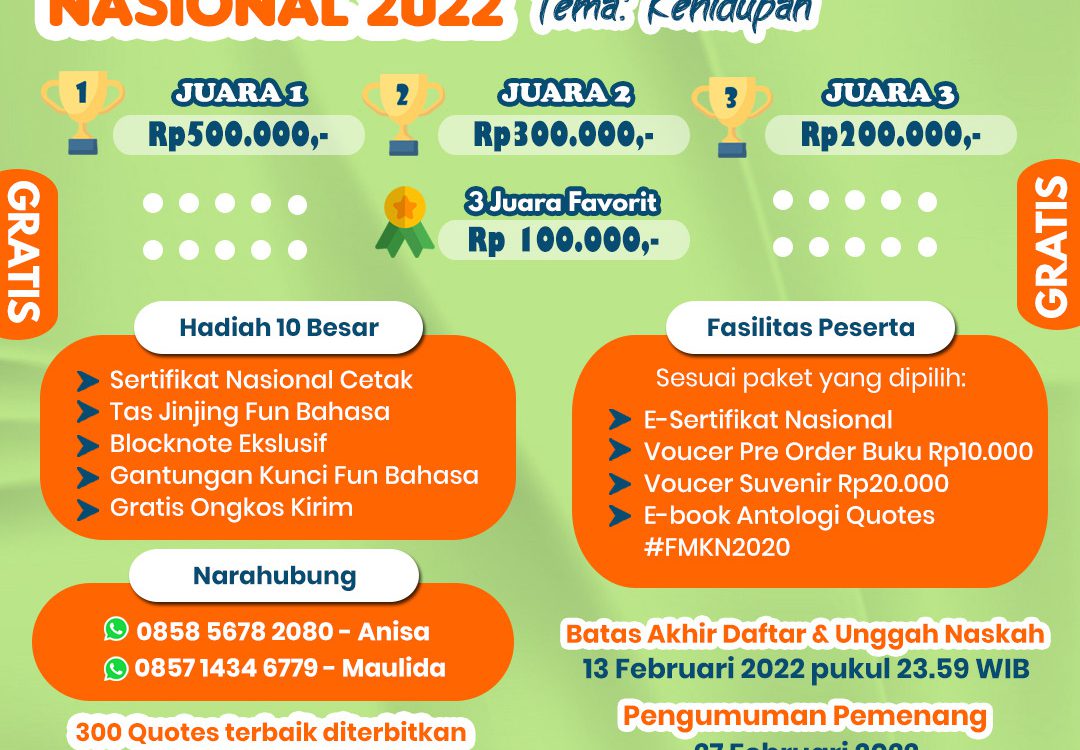 NASIONAL 2022 Tema: Kehidupan
1 JUARA 1
Rp500.000,-
2 JUARA 2
Rp300.000,-
3 JUARA 3
Rp200.000,-
GRATIS
3 Juara Favorit
Rp 100.000,-
GRATIS
Hadiah 10 Besar
Sertifikat Nasional Cetak
Tas Jinjing Fun Bahasa
Blocknote Ekslusif
Gantungan Kunci Fun Bahasa
Gratis Ongkos Kirim
Fasilitas Peserta
Sesuai paket yang dipilih:
E-Sertifikat Nasional
Voucer Pre Order Buku Rp10.000
Voucer Suvenir Rp20.000
E-book Antologi Quotes
#FMKN2020
Narahubung
0858 5678 2080 - Anisa
0857 1434 6779 - Maulida
300 Quotes terbaik diterbitkan
Batas Akhir Daftar & Unggah Naskah
13 Februari 2022 pukul 23.59 WIB
Pengumuman Pemenang
27 Februari 2022